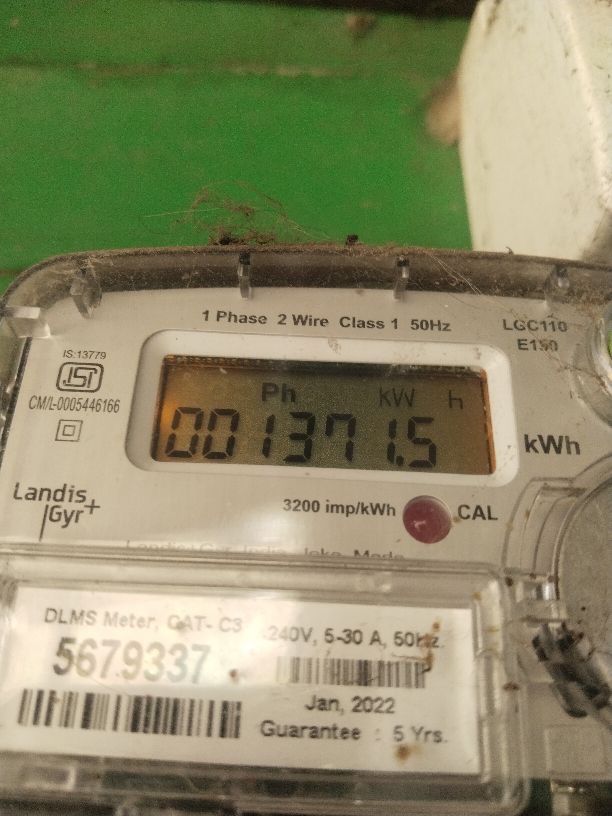 1 Phase 2 Wire Class 1 50Hz
LGC110
E150
IS:13779
ISI
CM/L-0005446166
Ph kW h
001371.5
kWh
Landis
Gyr+
3200 imp/kWh
CAL
DLMS Meter, CAT- C3
240V, 5-30 A, 50Hz.
5679337
Jan, 2022
Guarantee : 5 Yrs.